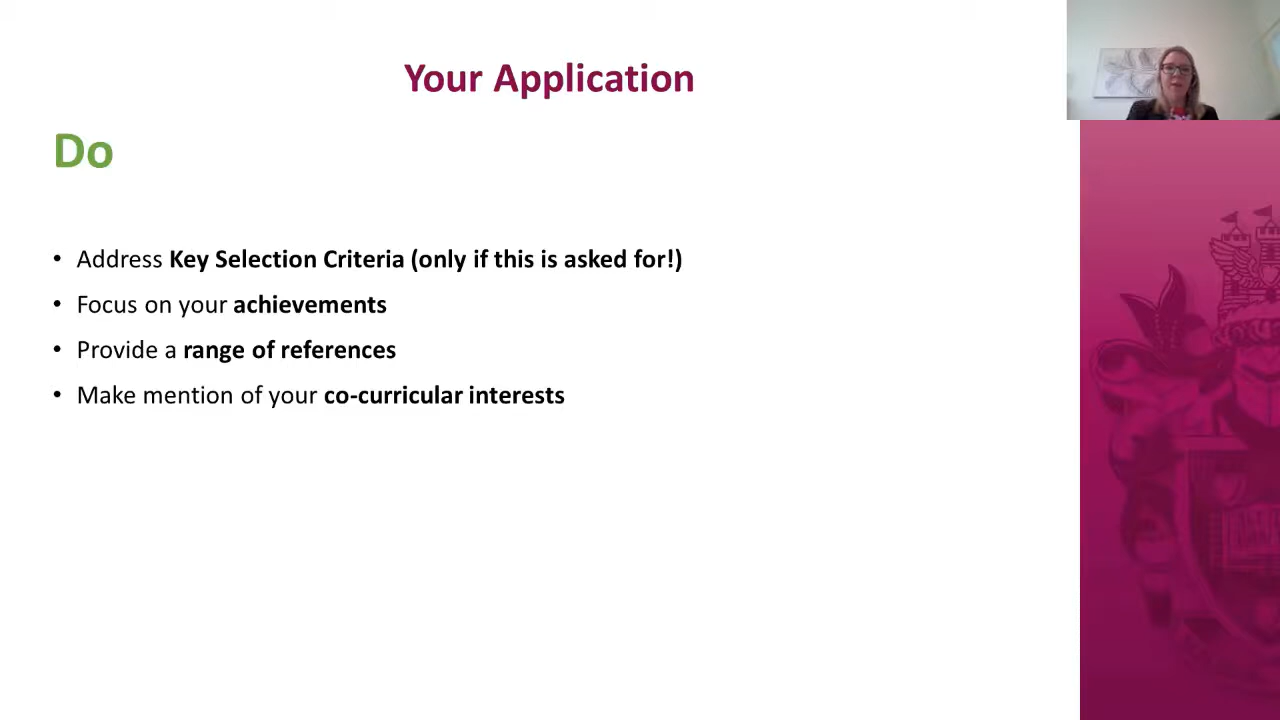 Your Application
Do
• Address Key Selection Criteria (only if this is asked for!)
• Focus on your achievements
• Provide a range of references
• Make mention of your co-curricular interests